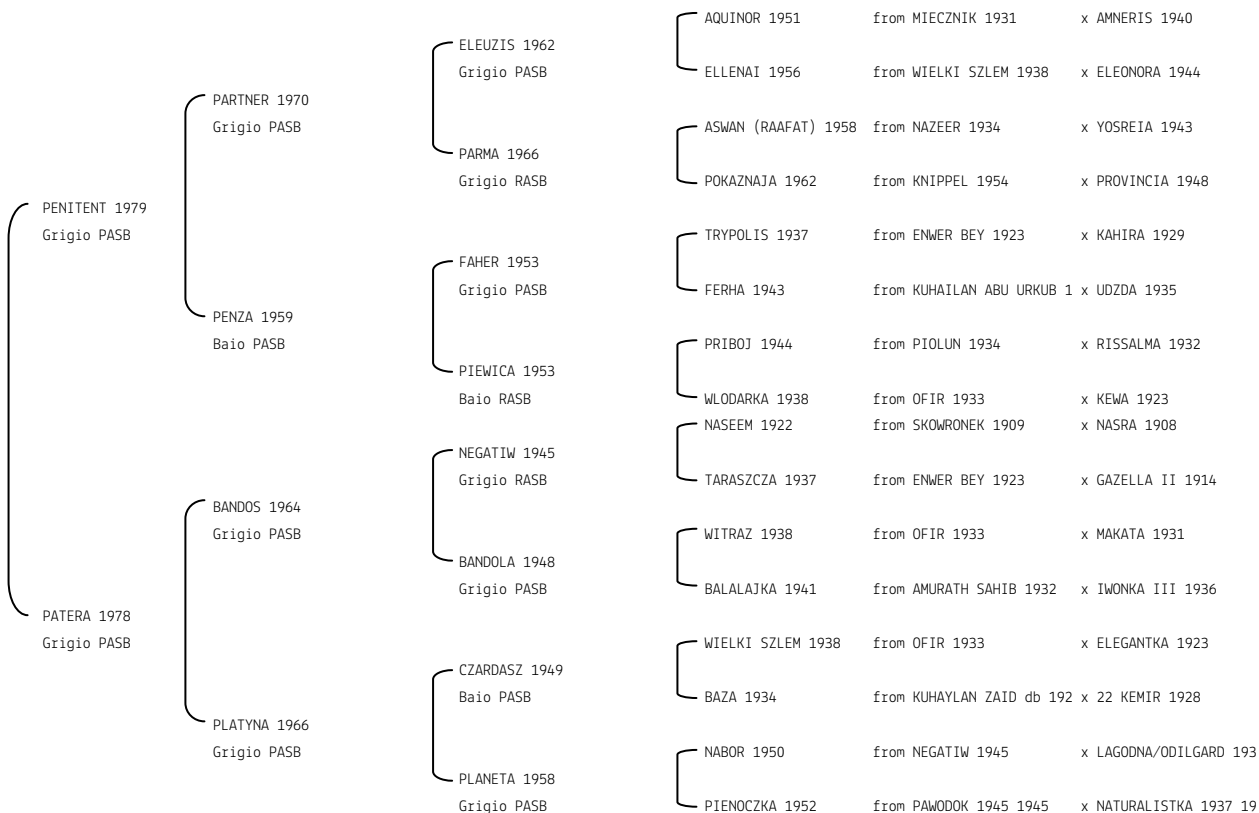 AQUINOR 1951 from MIECZNIK 1931 x AMNERIS 1940
ELEUZIS 1962
Grigio PASB
ELLENAI 1956 from WIELKI SZLEM 1938 x ELEONORA 1944
PARTNER 1970
Grigio PASB
ASWAN (RAAFAT) 1958 from NAZEER 1934 x YOSREIA 1943
PARMA 1966
Grigio RASB
POKAZNAJA 1962 from KNIPPEL 1954 x PROVINCIA 1948
PENITENT 1979
Grigio PASB
TRYPOLIS 1937 from ENWER BEY 1923 x KAHIRA 1929
FAHER 1953
Grigio PASB
FERHA 1943 from KUHAILAN ABU URKUB 1 x UDZDA 1935
PENZA 1959
Baio PASB
PRIBOJ 1944 from PIOLUN 1934 x RISSALMA 1932
PIEWICA 1953
Baio RASB
WLODARKA 1938 from OFIR 1933 x KEWA 1923
NASEEM 1922 from SKOWRONEK 1909 x NASRA 1908
NEGATIW 1945
Grigio RASB
TARASZCZA 1937 from ENWER BEY 1923 x GAZELLA II 1914
BANDOS 1964
Grigio PASB
WITRAZ 1938 from OFIR 1933 x MAKATA 1931
BANDOLA 1948
Grigio PASB
BALALAJKA 1941 from AMURATH SAHIB 1932 x IWONKA III 1936
PATERA 1978
Grigio PASB
WIELKI SZLEM 1938 from OFIR 1933 x ELEGANTKA 1923
CZARDASZ 1949
Baio PASB
BAZA 1934 from KUHAYLAN ZAID db 192 x 22 KEMIR 1928
PLATYNA 1966
Grigio PASB
NABOR 1950 from NEGATIW 1945 x LAGODNA/ODILGARD 193
PLANETA 1958
Grigio PASB
PIENOCZKA 1952 from PAWODOK 1945 1945 x NATURALISTKA 1937 19